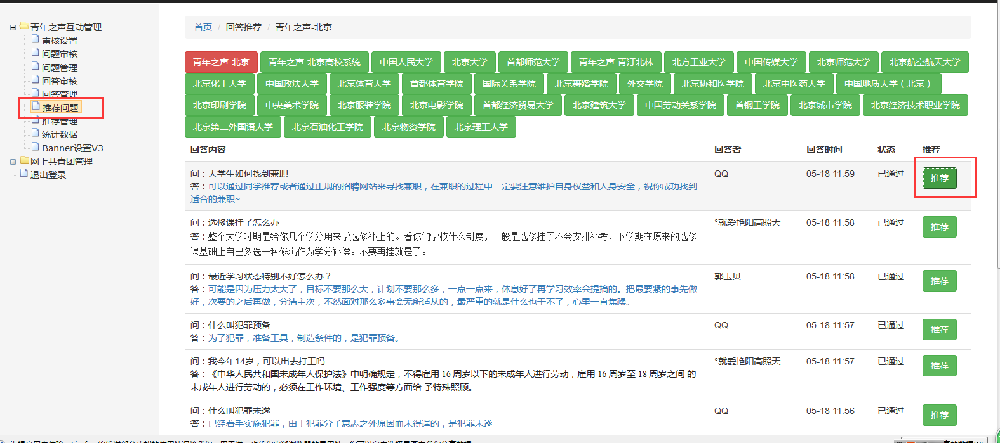 青年之声互动管理
审核设置
问题审核
问题管理
回答审核
回答管理
推荐问题
推荐管理
统计数据
Banner设置V3
网上共青团管理
退出登录
首页 / 回答推荐 / 青年之声-北京
青年之声-北京 青年之声-北京高校系统 中国人民大学 北京大学 首都师范大学 青年之声-青汀北林 北方工业大学 中国传媒大学 北京师范大学 北京航空航天大学
北京化工大学 中国政法大学 北京体育大学 首都体育学院 国际关系学院 北京舞蹈学院 外交学院 北京协和医学院 北京中医药大学 中国地质大学（北京）
北京印刷学院 中央美术学院 北京服装学院 北京电影学院 首都经济贸易大学 北京建筑大学 中国劳动关系学院 首钢工学院 北京城市学院 北京经济技术职业学院
北京第二外国语大学 北京石油化工学院 北京物资学院 北京理工大学
回答内容 回答者 回答时间 状态 推荐
问：大学生如何找到兼职 QQ 05-18 11:59 已通过 推荐
答：可以通过同学推荐或者通过正规的招聘网站来寻找兼职，在兼职的过程中一定要注意维护自身权益和人身安全，祝你成功找到
适合的兼职~
问：选修课挂了怎么办 °就爱艳阳高照天 05-18 11:58 已通过 推荐
答：整个大学时期是给你几个学分用来学选修补上的。看你们学校什么制度，一般是选修挂了不会安排补考，下学期在原来的选修
课基础上自己多选一科修满作为学分补偿。不要再挂就是了。
问：最近学习状态特别不好怎么办？ 郭玉贝 05-18 11:58 已通过 推荐
答：可能是因为压力太大了，目标不要那么大，计划不要那么多，一点一点来，休息好了再学习效率会提搞的。把最要紧的事先做
好，次要的之后再做，分清主次，不然面对那么多事会无所适从的，最严重的就是什么也干不了，心里一直焦躁。
问：什么叫犯罪预备 QQ 05-18 11:57 已通过 推荐
答：为了犯罪，准备工具，制造条件的，是犯罪预备。
问：我今年14岁，可以出去打工吗 °就爱艳阳高照天 05-18 11:57 已通过 推荐
答：《中华人民共和国未成年人保护法》中明确规定，不得雇用 16 周岁以下的未成年人进行劳动，雇用 16 周岁至 18 周岁之间 的
未成年人进行劳动的，必须在工作环境、工作强度等方面给 予特殊照顾。
问：什么叫犯罪未遂 QQ 05-18 11:56 已通过 推荐
答：已经着手实施犯罪，由于犯罪分子意志之外原因而未得逞的，是犯罪未遂